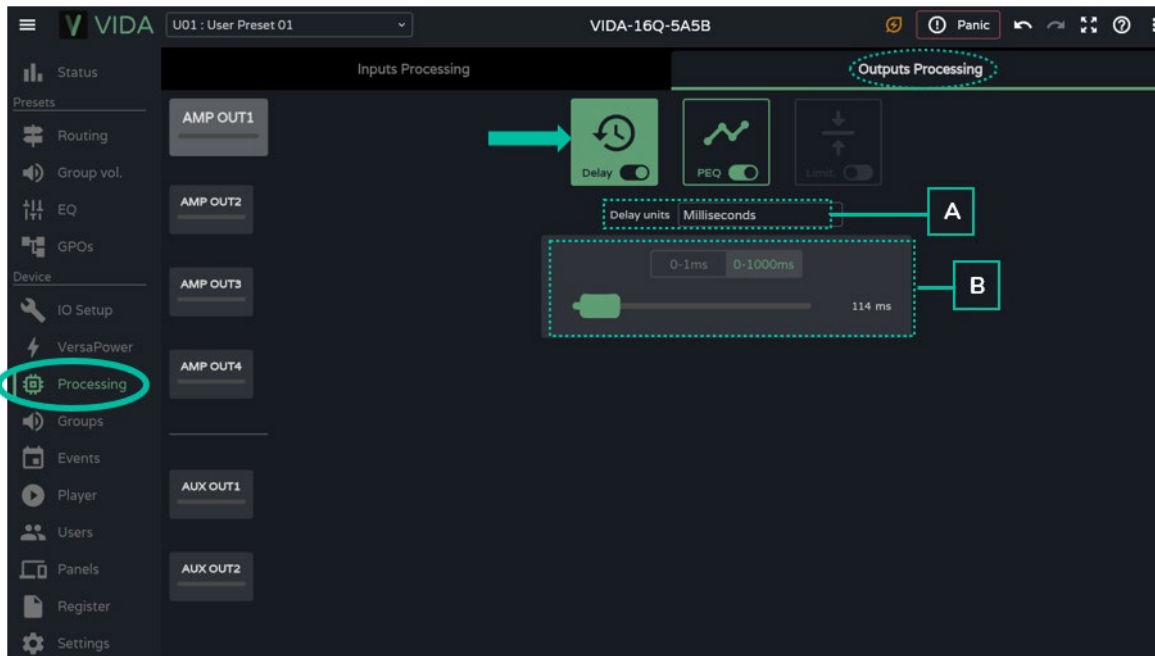 VIDA
U01 : User Preset 01
VIDA-16Q-5A5B
Panic
Status
Presets
Routing
Group vol.
EQ
GPOs
Device
IO Setup
VersaPower
Processing
Groups
Events
Player
Users
Panels
Register
Settings
Inputs Processing
Outputs Processing
AMP OUT1
AMP OUT2
AMP OUT3
AMP OUT4
AUX OUT1
AUX OUT2
Delay
PEQ
Limit.
Delay units Milliseconds
A
0-1ms 0-1000ms
114 ms
B